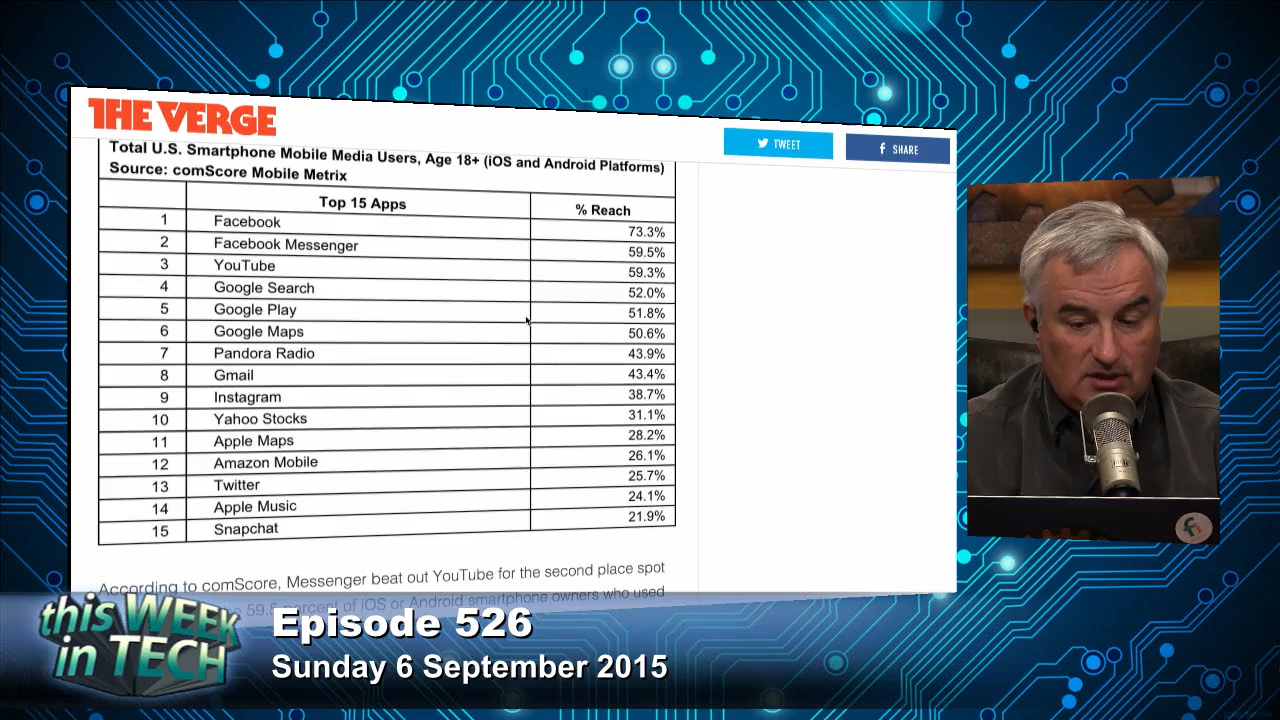 THE VERGE
TWEET
SHARE
Total U.S. Smartphone Mobile Media Users, Age 18+ (iOS and Android Platforms)
Source: comScore Mobile Metrix
Top 15 Apps % Reach
1 Facebook 73.3%
2 Facebook Messenger 59.5%
3 YouTube 59.3%
4 Google Search 52.0%
5 Google Play 51.8%
6 Google Maps 50.6%
7 Pandora Radio 43.9%
8 Gmail 43.4%
9 Instagram 38.7%
10 Yahoo Stocks 31.1%
11 Apple Maps 28.2%
12 Amazon Mobile 26.1%
13 Twitter 25.7%
14 Apple Music 24.1%
15 Snapchat 21.9%
According to comScore, Messenger beat out YouTube for the second place spot
59.5 percent of iOS or Android smartphone owners who used
this WEEK
in TECH
Episode 526
Sunday 6 September 2015